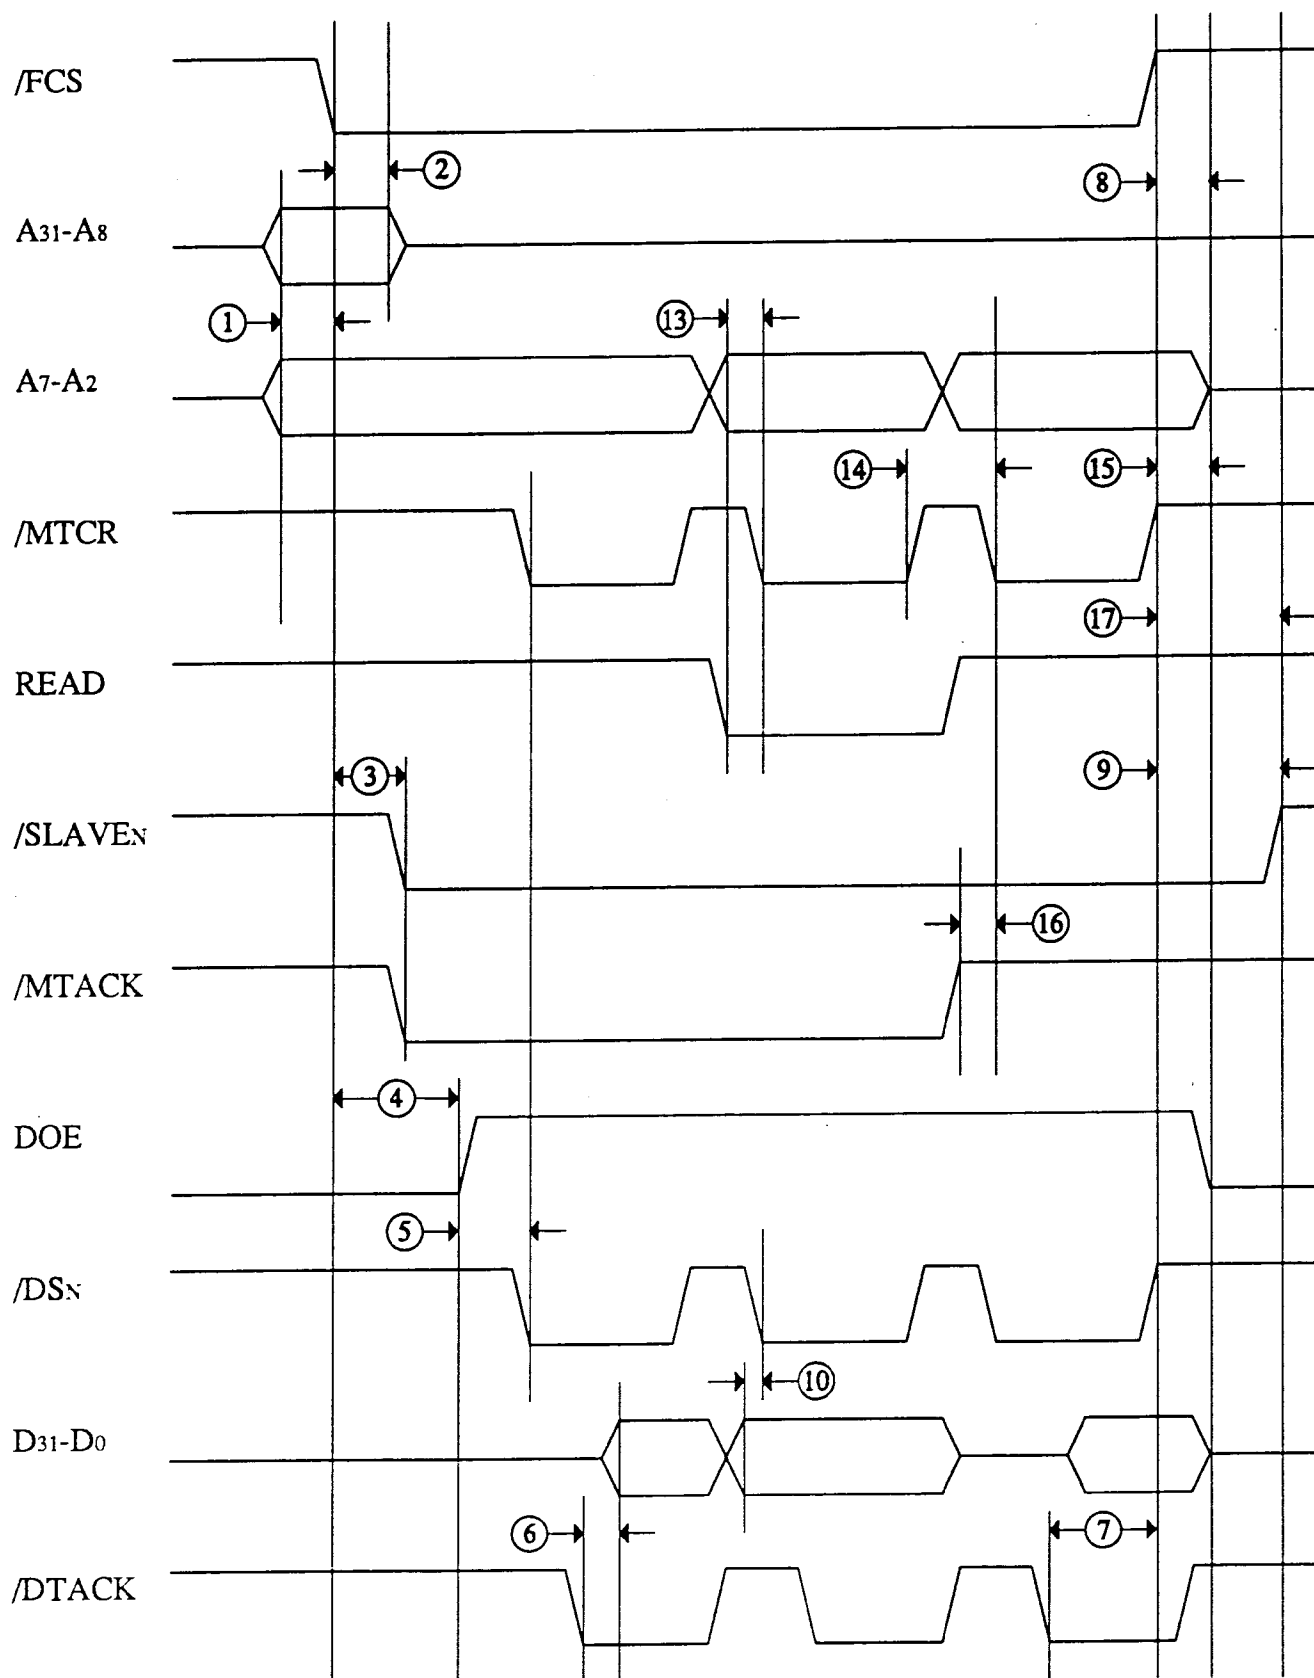 /FCS
2
8
A31-A8
1
13
A7-A2
14
15
/MTCR
17
READ
3
9
/SLAVEN
16
/MTACK
4
DOE
5
/DSN
10
D31-D0
6
7
/DTACK